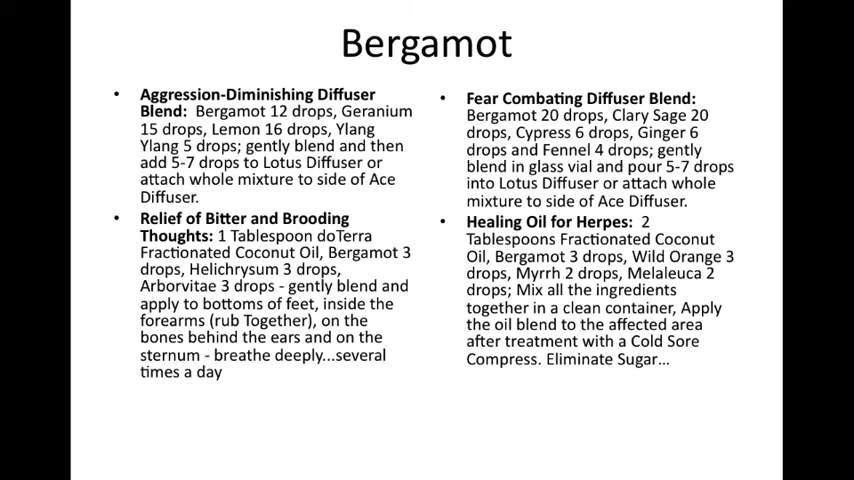 Bergamot
• Aggression-Diminishing Diffuser
Blend: Bergamot 12 drops, Geranium
15 drops, Lemon 16 drops, Ylang
Ylang 5 drops; gently blend and then
add 5-7 drops to Lotus Diffuser or
attach whole mixture to side of Ace
Diffuser.
• Relief of Bitter and Brooding
Thoughts: 1 Tablespoon doTerra
Fractionated Coconut Oil, Bergamot 3
drops, Helichrysum 3 drops,
Arborvitae 3 drops - gently blend and
apply to bottoms of feet, inside the
forearms (rub Together), on the
bones behind the ears and on the
sternum - breathe deeply...several
times a day
• Fear Combating Diffuser Blend:
Bergamot 20 drops, Clary Sage 20
drops, Cypress 6 drops, Ginger 6
drops and Fennel 4 drops; gently
blend in glass vial and pour 5-7 drops
into Lotus Diffuser or attach whole
mixture to side of Ace Diffuser.
• Healing Oil for Herpes: 2
Tablespoons Fractionated Coconut
Oil, Bergamot 3 drops, Wild Orange 3
drops, Myrrh 2 drops, Melaleuca 2
drops; Mix all the ingredients
together in a clean container, Apply
the oil blend to the affected area
after treatment with a Cold Sore
Compress. Eliminate Sugar...